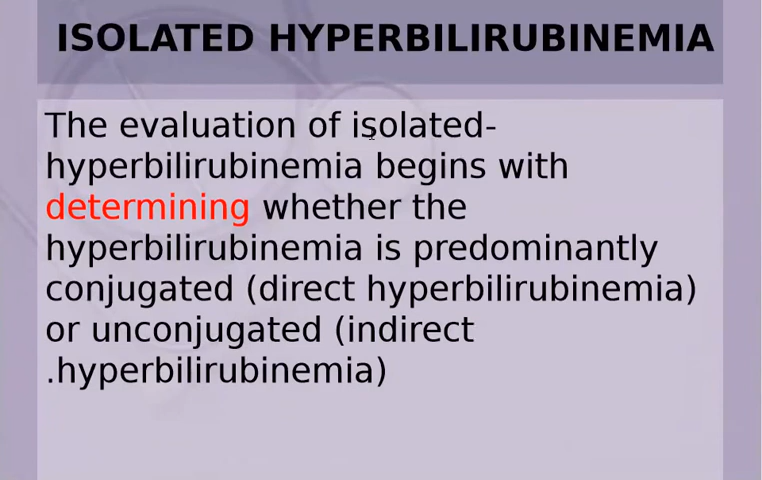 ISOLATED HYPERBILIRUBINEMIA
The evaluation of isolated-
hyperbilirubinemia begins with
determining whether the
hyperbilirubinemia is predominantly
conjugated (direct hyperbilirubinemia)
or unconjugated (indirect
.hyperbilirubinemia)